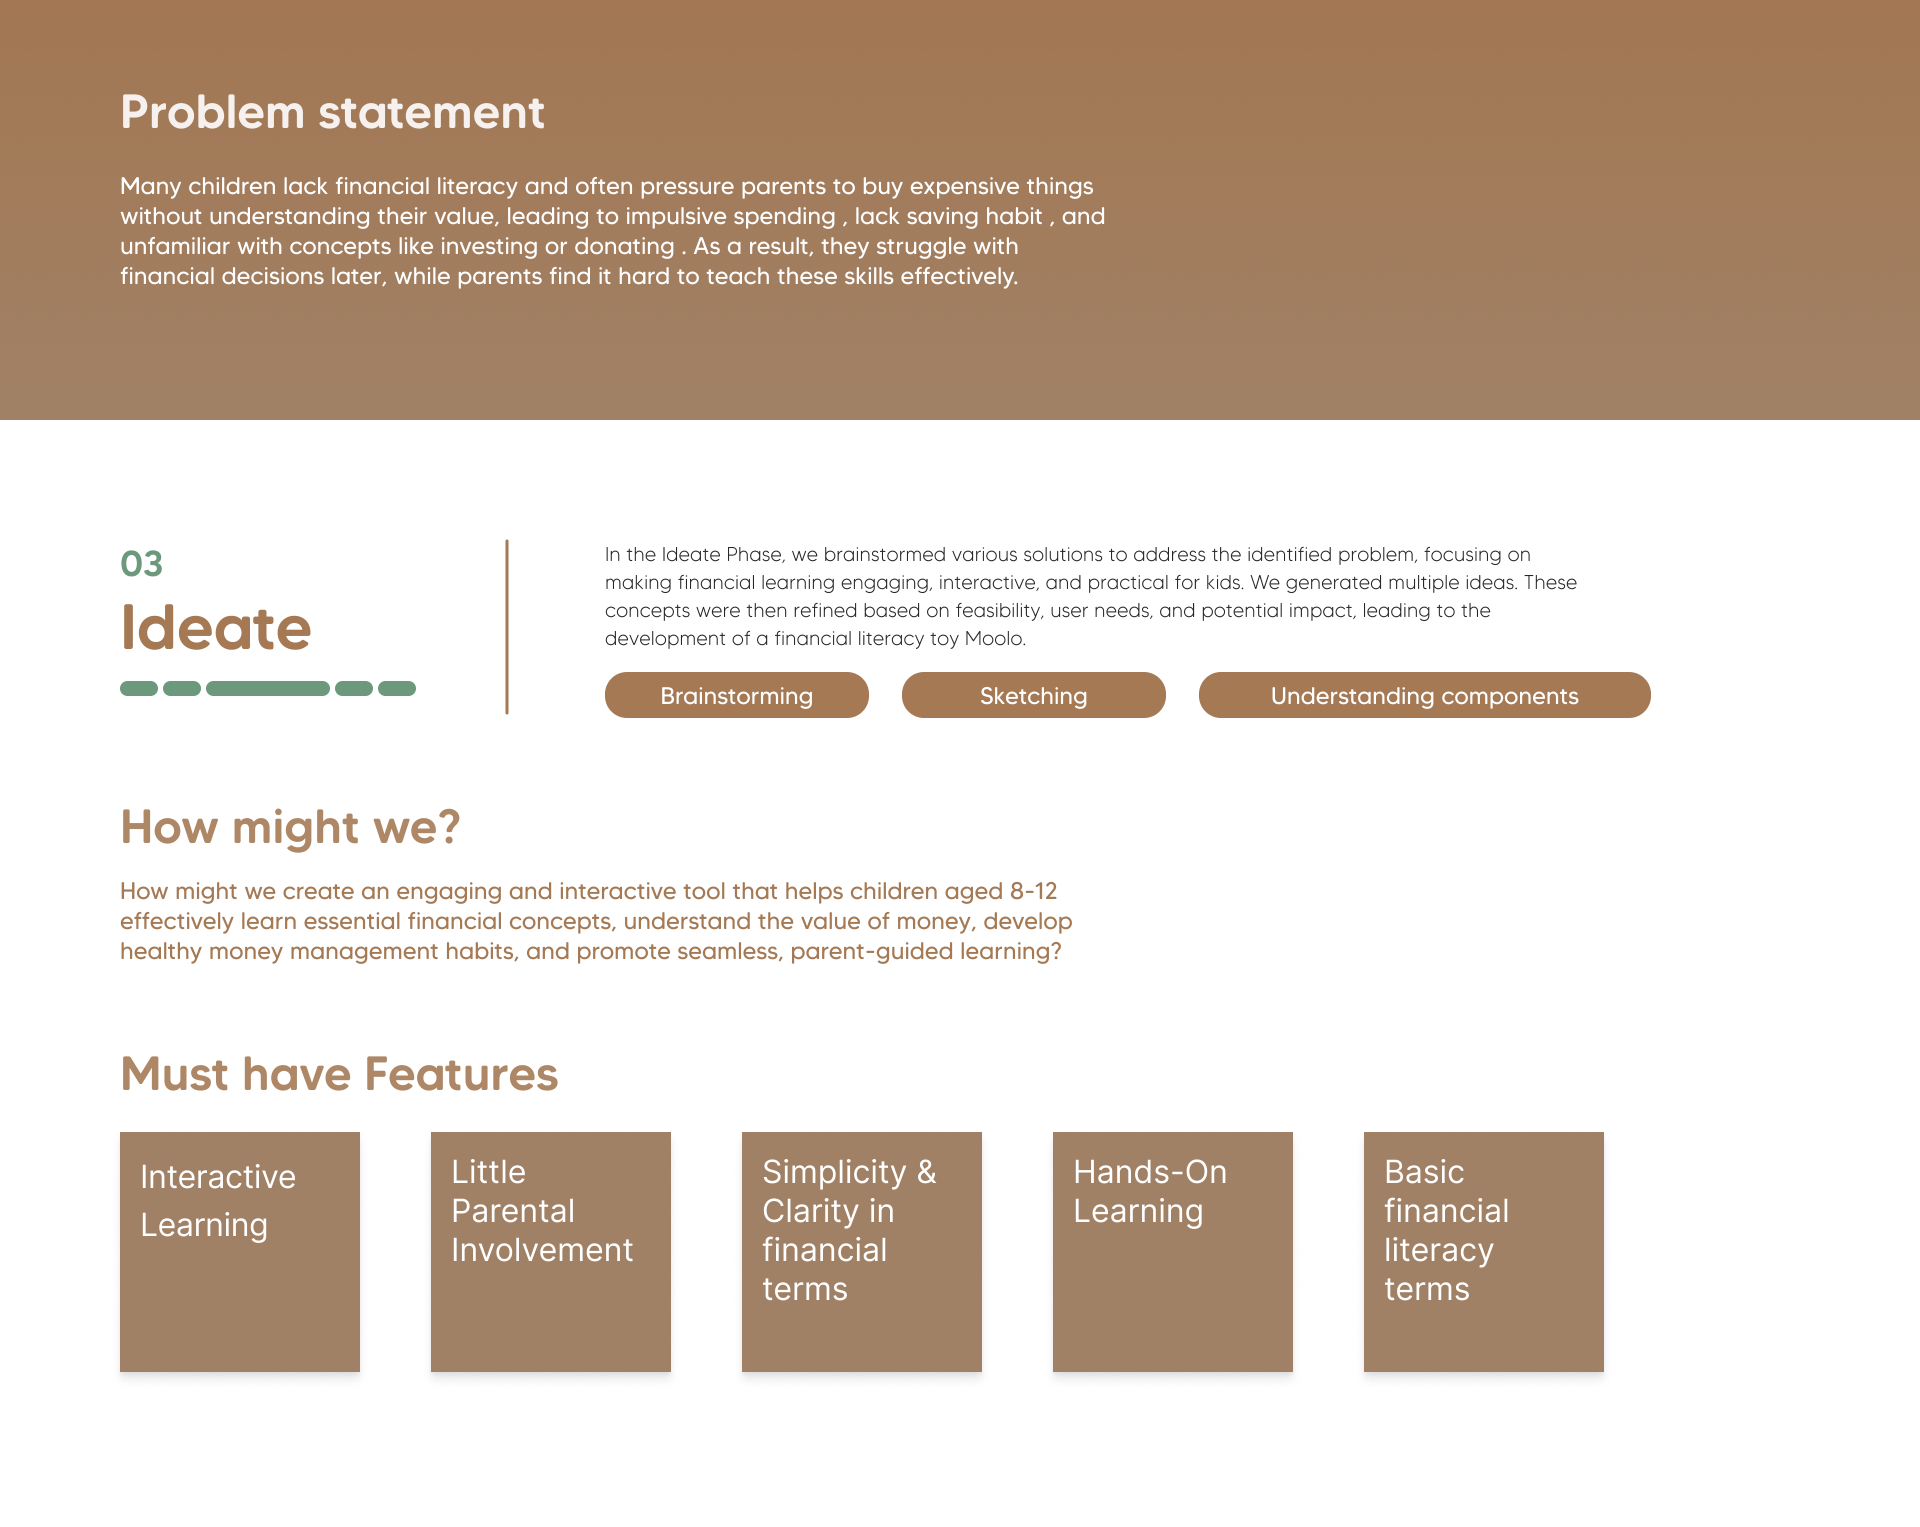 Problem statement
Many children lack financial literacy and often pressure parents to buy expensive things
without understanding their value, leading to impulsive spending , lack saving habit , and
unfamiliar with concepts like investing or donating . As a result, they struggle with
financial decisions later, while parents find it hard to teach these skills effectively.
03
Ideate
In the Ideate Phase, we brainstormed various solutions to address the identified problem, focusing on
making financial learning engaging, interactive, and practical for kids. We generated multiple ideas. These
concepts were then refined based on feasibility, user needs, and potential impact, leading to the
development of a financial literacy toy Moolo.
Brainstorming
Sketching
Understanding components
How might we?
How might we create an engaging and interactive tool that helps children aged 8-12
effectively learn essential financial concepts, understand the value of money, develop
healthy money management habits, and promote seamless, parent-guided learning?
Must have Features
Interactive
Learning
Little
Parental
Involvement
Simplicity &
Clarity in
financial
terms
Hands-On
Learning
Basic
financial
literacy
terms